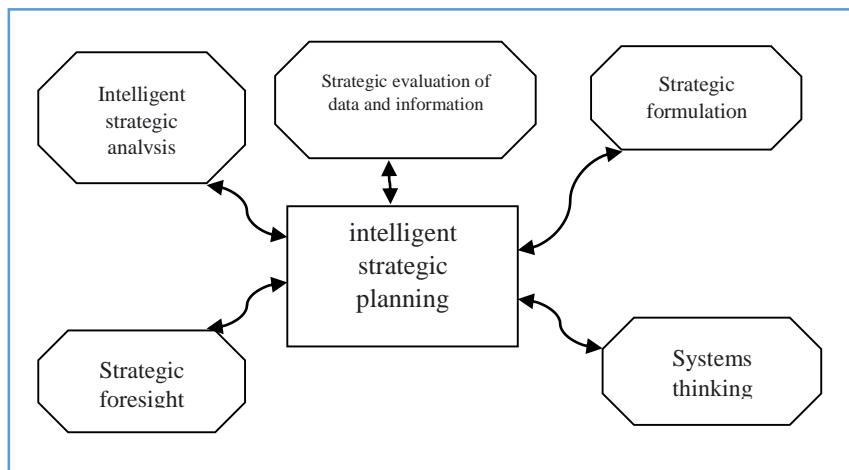 Intelligent
strategic
analysis
Strategic evaluation of
data and information
Strategic
formulation
intelligent
strategic
planning
Strategic
foresight
Systems
thinking